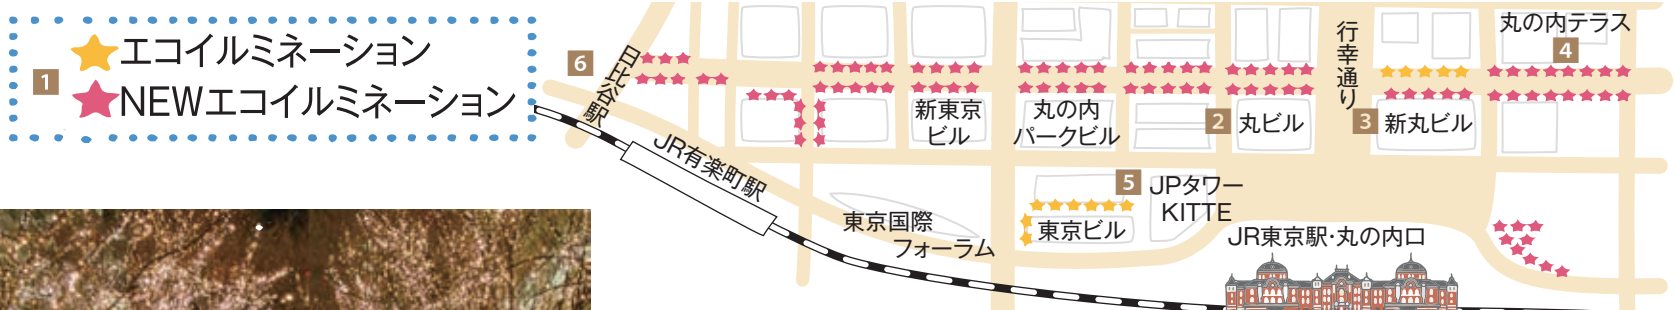 1
エコイルミネーション
NEWエコイルミネーション
6
日比谷駅
JR有楽町駅
新東京
ビル
丸の内
パークビル
2
丸ビル
行幸通り
3
新丸ビル
丸の内テラス
4
東京国際
フォーラム
5
JPタワー
KITTE
東京ビル
JR東京駅・丸の内口